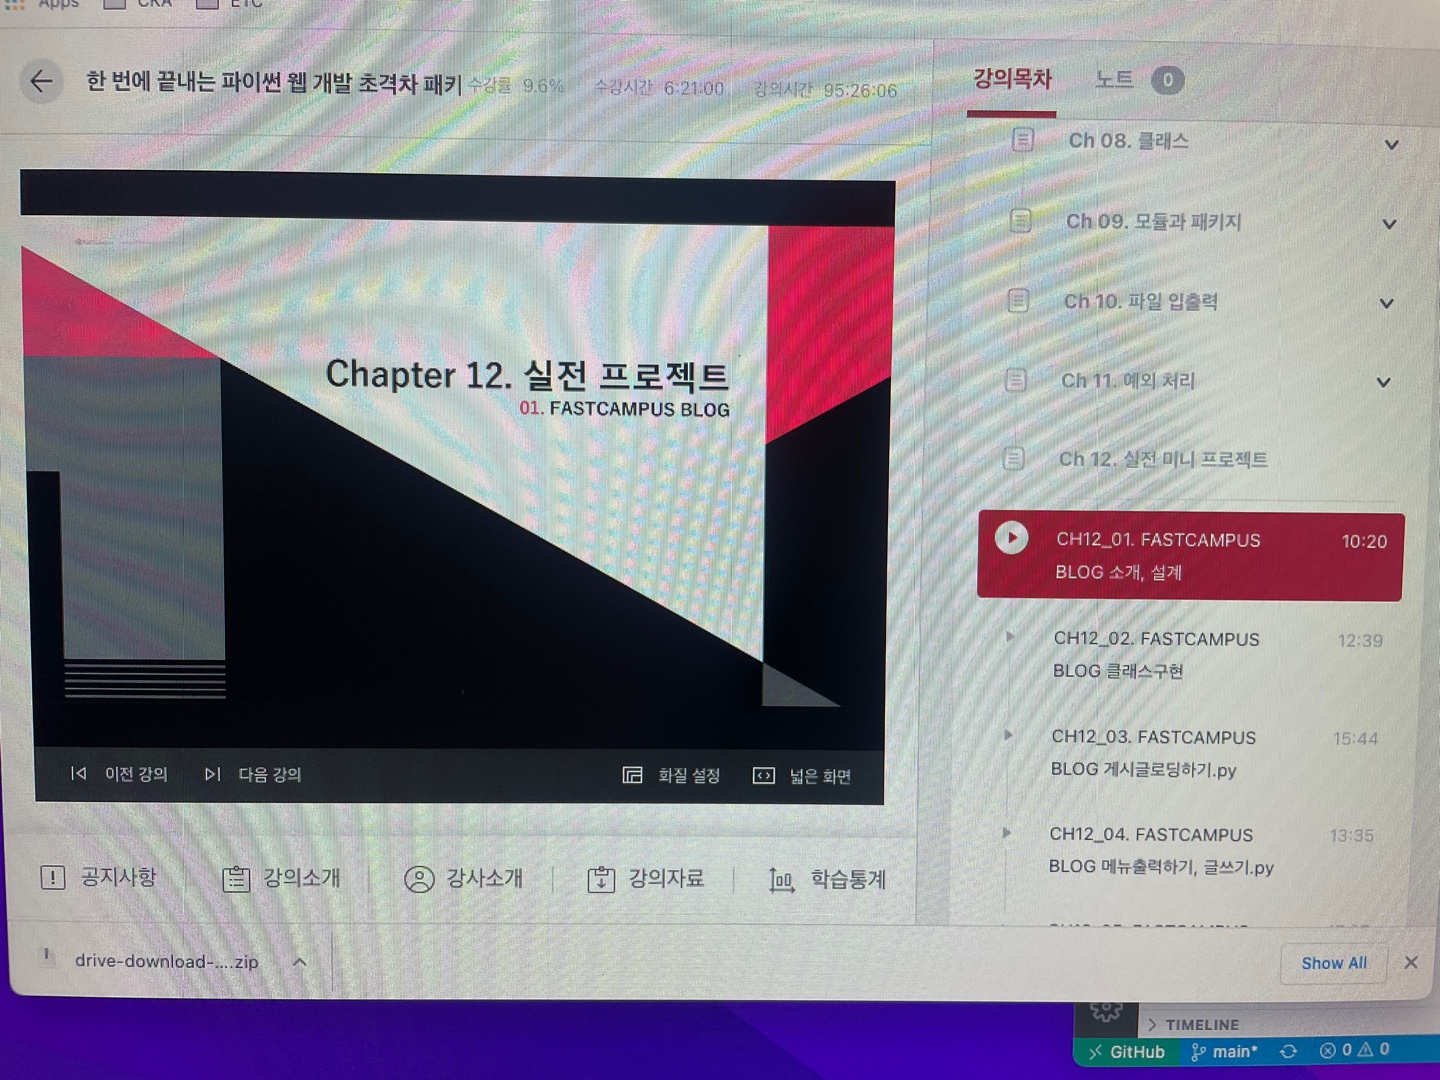 Apps
CRA
ETC
한 번에 끝내는 파이썬 웹 개발 초격차 패키
수강률 9.6%
수강시간 6:21:00
강의시간 95:26:06
Chapter 12. 실전 프로젝트
01. FASTCAMPUS BLOG
이전 강의
다음 강의
화질 설정
넓은 화면
공지사항
강의소개
강사소개
강의자료
학습통계
강의목차
노트 0
Ch 08. 클래스
Ch 09. 모듈과 패키지
Ch 10. 파일 입출력
Ch 11. 예외 처리
Ch 12. 실전 미니 프로젝트
CH12_01. FASTCAMPUS 10:20
BLOG 소개, 설계
CH12_02. FASTCAMPUS 12:39
BLOG 클래스구현
CH12_03. FASTCAMPUS 15:44
BLOG 게시글로딩하기.py
CH12_04. FASTCAMPUS 13:35
BLOG 메뉴출력하기, 글쓰기.py
drive-download-....zip
Show All
TIMELINE
GitHub
main*
0
0